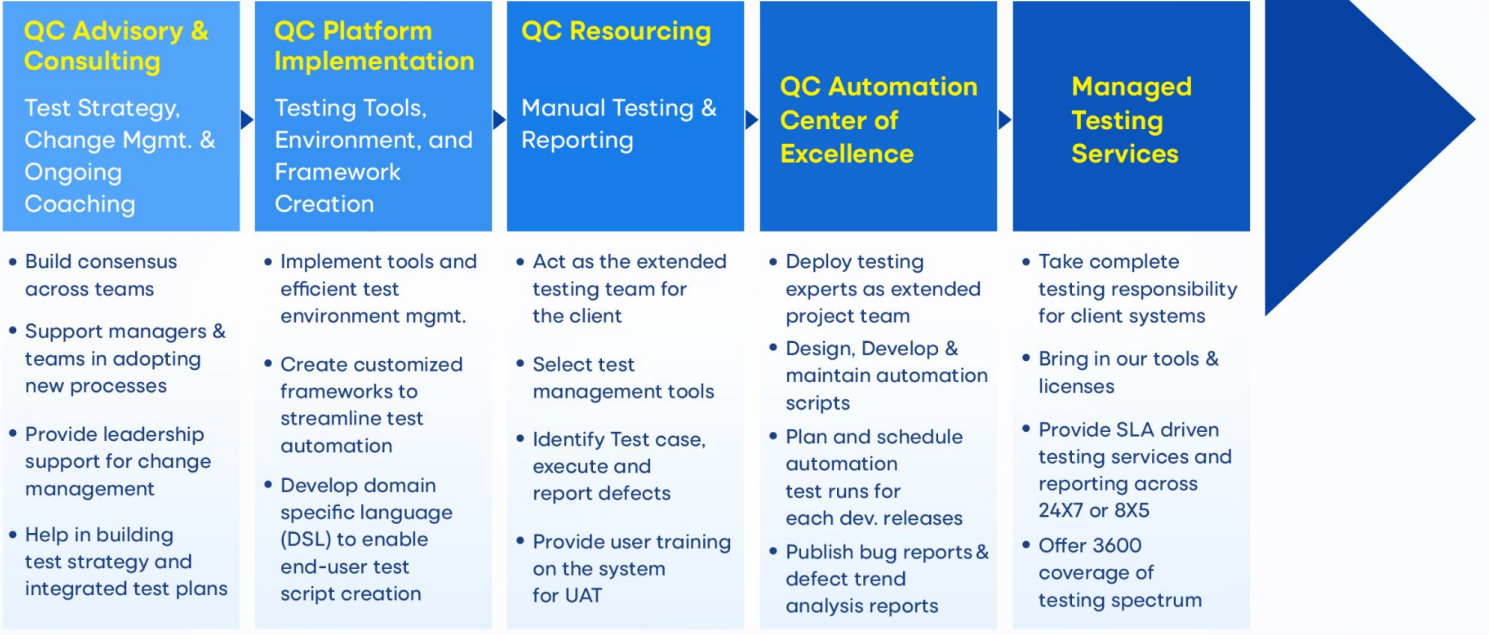 QC Advisory &
Consulting
Test Strategy,
Change Mgmt. &
Ongoing
Coaching
• Build consensus
across teams
• Support managers &
teams in adopting
new processes
• Provide leadership
support for change
management
• Help in building
test strategy and
integrated test plans
QC Platform
Implementation
Testing Tools,
Environment, and
Framework
Creation
• Implement tools and
efficient test
environment mgmt.
• Create customized
frameworks to
streamline test
automation
• Develop domain
specific language
(DSL) to enable
end-user test
script creation
QC Resourcing
Manual Testing &
Reporting
• Act as the extended
testing team for
the client
• Select test
management tools
• Identify Test case,
execute and
report defects
• Provide user training
on the system
for UAT
QC Automation
Center of
Excellence
• Deploy testing
experts as extended
project team
• Design, Develop &
maintain automation
scripts
• Plan and schedule
automation
test runs for
each dev. releases
• Publish bug reports &
defect trend
analysis reports
Managed
Testing
Services
• Take complete
testing responsibility
for client systems
• Bring in our tools &
licenses
• Provide SLA driven
testing services and
reporting across
24X7 or 8X5
• Offer 3600
coverage of
testing spectrum